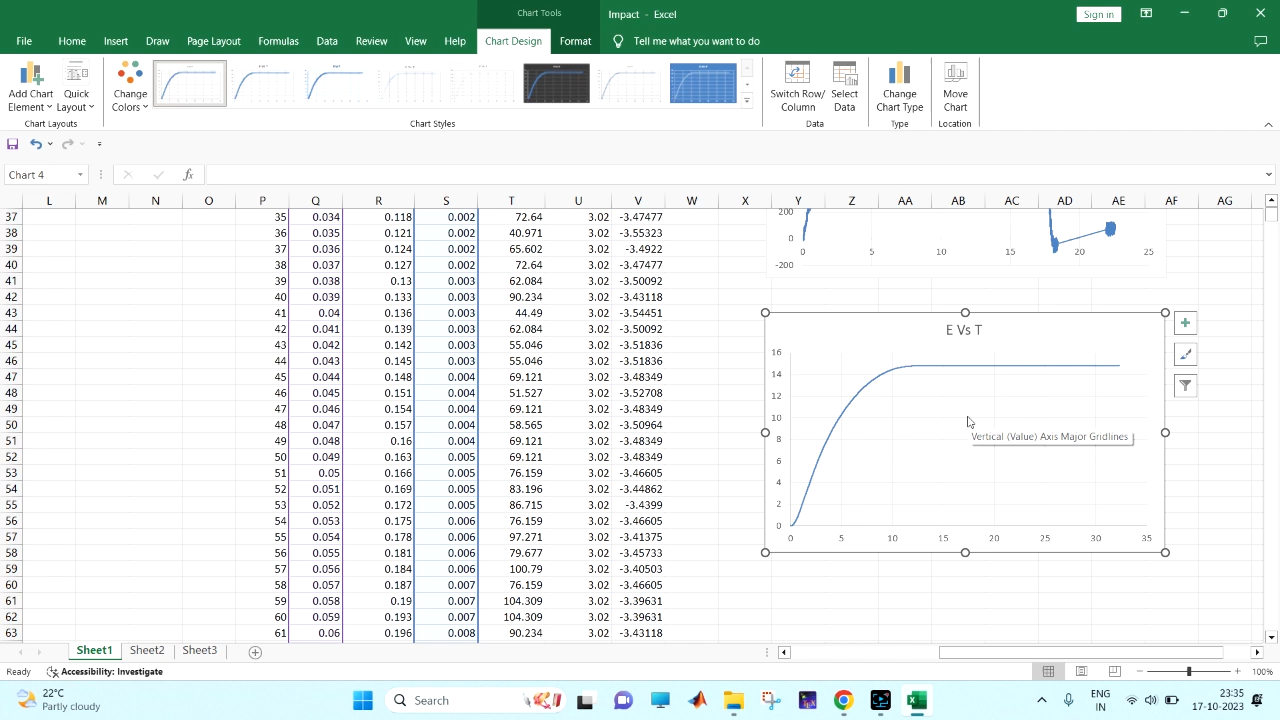 Chart Tools Impact - Excel Sign in
File Home Insert Draw Page Layout Formulas Data Review View Help Chart Design Format Tell me what you want to do
Add Chart Element Quick Layout Change Colors Switch Row/ Column Select Data Change Chart Type Move Chart
Chart Layouts Chart Styles Data Type Location
Chart 4 fx
L M N O P Q R S T U V W X Y Z AA AB AC AD AE AF AG
37 35 0.034 0.118 0.002 72.64 3.02 -3.47477
38 36 0.035 0.121 0.002 40.971 3.02 -3.55323
39 37 0.036 0.124 0.002 65.602 3.02 -3.4922
40 38 0.037 0.127 0.002 72.64 3.02 -3.47477
41 39 0.038 0.13 0.003 62.084 3.02 -3.50092
42 40 0.039 0.133 0.003 90.234 3.02 -3.43118
43 41 0.04 0.136 0.003 44.49 3.02 -3.54451
44 42 0.041 0.139 0.003 62.084 3.02 -3.50092
45 43 0.042 0.142 0.003 55.046 3.02 -3.51836
46 44 0.043 0.145 0.003 55.046 3.02 -3.51836
47 45 0.044 0.148 0.004 69.121 3.02 -3.48349
48 46 0.045 0.151 0.004 51.527 3.02 -3.52708
49 47 0.046 0.154 0.004 69.121 3.02 -3.48349
50 48 0.047 0.157 0.004 58.565 3.02 -3.50964
51 49 0.048 0.16 0.004 69.121 3.02 -3.48349
52 50 0.049 0.163 0.005 69.121 3.02 -3.48349
53 51 0.05 0.166 0.005 76.159 3.02 -3.46605
54 52 0.051 0.169 0.005 83.196 3.02 -3.44862
55 53 0.052 0.172 0.005 86.715 3.02 -3.4399
56 54 0.053 0.175 0.006 76.159 3.02 -3.46605
57 55 0.054 0.178 0.006 97.271 3.02 -3.41375
58 56 0.055 0.181 0.006 79.677 3.02 -3.45733
59 57 0.056 0.184 0.006 100.79 3.02 -3.40503
60 58 0.057 0.187 0.007 76.159 3.02 -3.46605
61 59 0.058 0.19 0.007 104.309 3.02 -3.39631
62 60 0.059 0.193 0.007 104.309 3.02 -3.39631
63 61 0.06 0.196 0.008 90.234 3.02 -3.43118
200
0
-200
0 5 10 15 20 25
E Vs T
16
14
12
10
8
6
4
2
0
0 5 10 15 20 25 30 35
Vertical (Value) Axis Major Gridlines
Sheet1 Sheet2 Sheet3
Ready Accessibility: Investigate 100%
22°C
Partly cloudy
Search
ENG
IN
23:35
17-10-2023